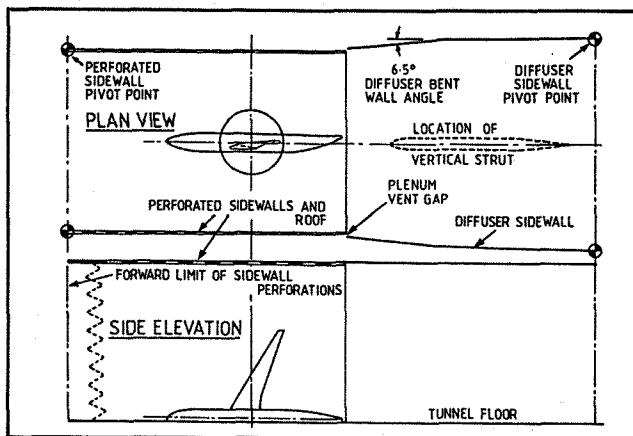 PERFORATED
SIDEWALL
PIVOT POINT
6·5°
DIFFUSER BENT
WALL ANGLE
DIFFUSER
SIDEWALL
PIVOT POINT
PLAN VIEW
LOCATION OF
VERTICAL STRUT
PERFORATED SIDEWALLS AND
ROOF
PLENUM
VENT GAP
DIFFUSER SIDEWALL
FORWARD LIMIT OF SIDEWALL
PERFORATIONS
SIDE ELEVATION
TUNNEL FLOOR